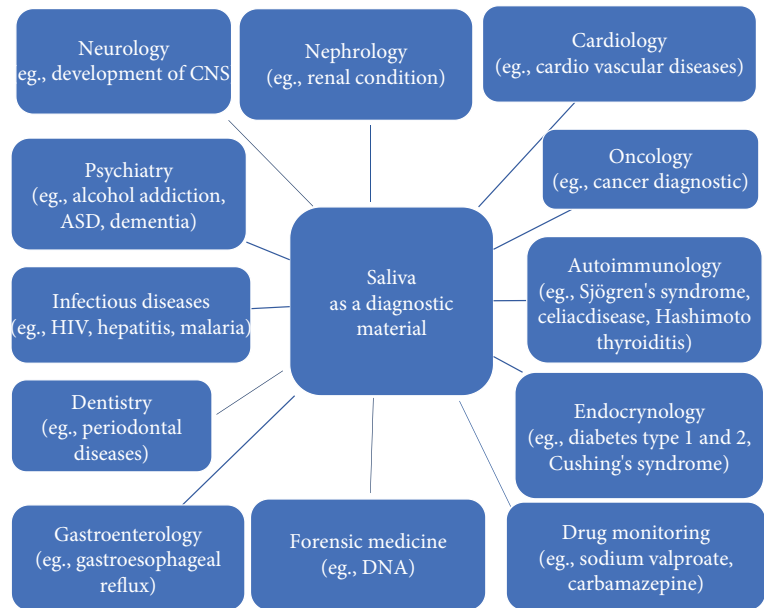 Neurology
(eg., development of CNS
Nephrology
(eg., renal condition)
Cardiology
(eg., cardio vascular diseases)
Psychiatry
(eg., alcohol addiction,
ASD, dementia)
Oncology
(eg., cancer diagnostic)
Saliva
as a diagnostic
material
Infectious diseases
(eg., HIV, hepatitis, malaria)
Autoimmunology
(eg., Sjögren's syndrome,
celiacdisease, Hashimoto
thyroiditis)
Dentistry
(eg., periodontal
diseases)
Endocrynology
(eg., diabetes type 1 and 2,
Cushing's syndrome)
Gastroenterology
(eg., gastroesophageal
reflux)
Forensic medicine
(eg., DNA)
Drug monitoring
(eg., sodium valproate,
carbamazepine)